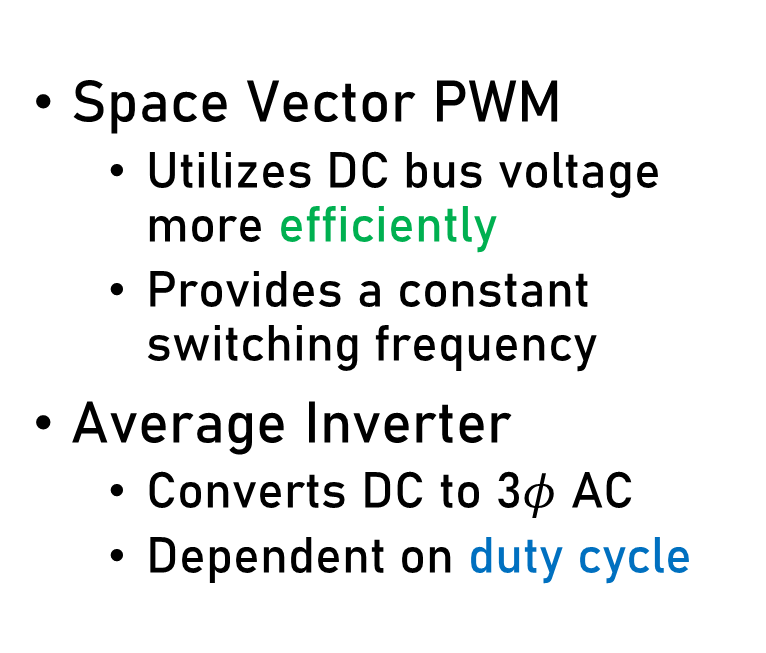 • Space Vector PWM
• Utilizes DC bus voltage
more efficiently
• Provides a constant
switching frequency
• Average Inverter
• Converts DC to 3ϕ AC
• Dependent on duty cycle